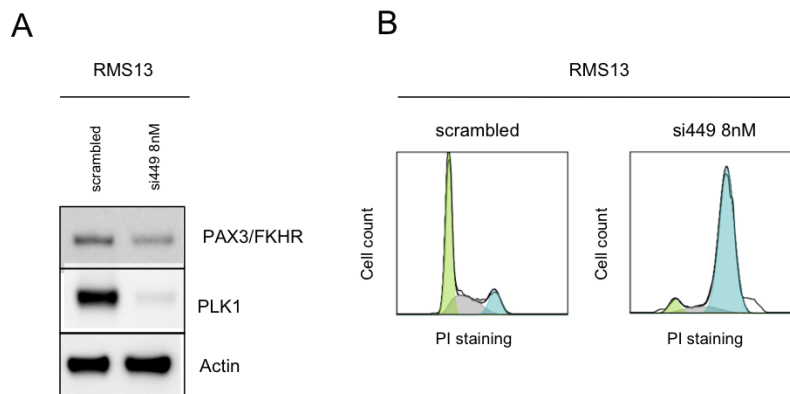 A
RMS13
scrambled
si449 8nM
PAX3/FKHR
PLK1
Actin
B
RMS13
scrambled
si449 8nM
Cell count
Cell count
PI staining
PI staining